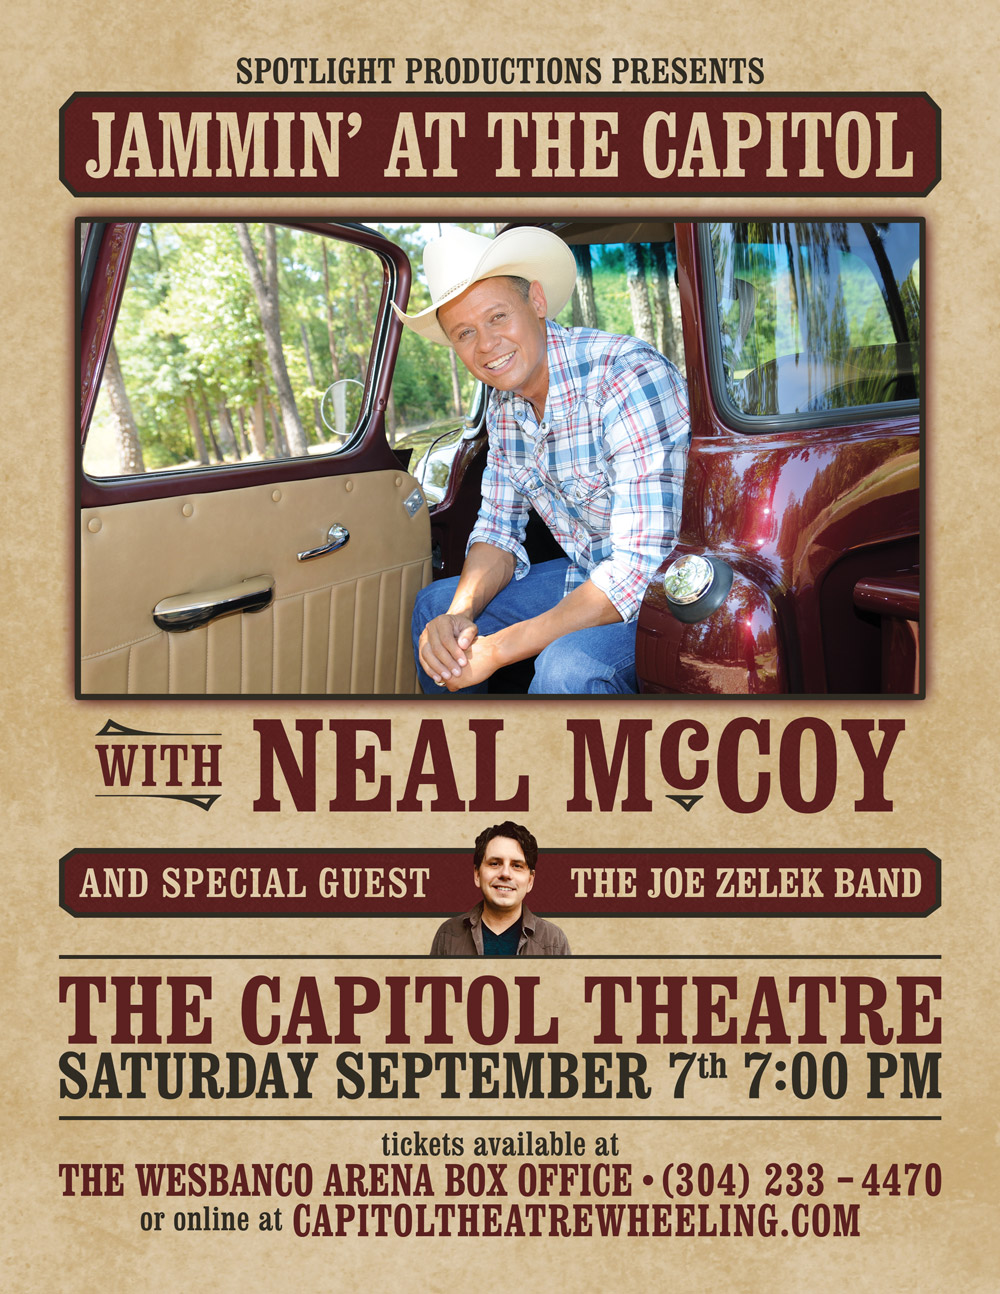 SPOTLIGHT PRODUCTIONS PRESENTS
JAMMIN' AT THE CAPITOL
WITH NEAL McCOY
AND SPECIAL GUEST THE JOE ZELEK BAND
THE CAPITOL THEATRE
SATURDAY SEPTEMBER 7th 7:00 PM
tickets available at
THE WESBANCO ARENA BOX OFFICE • (304) 233 – 4470
or online at CAPITOLTHEATREWHEELING.COM